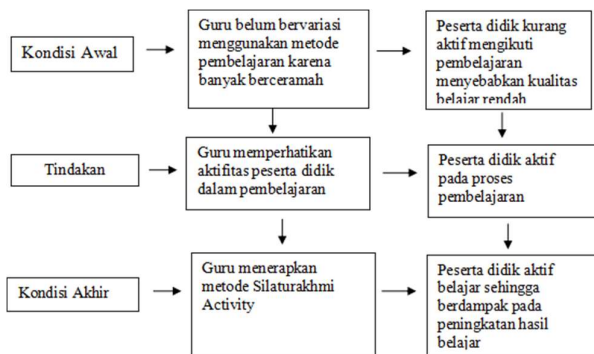 Kondisi Awal
Guru belum bervariasi
menggunakan metode
pembelajaran karena
banyak berceramah
Peserta didik kurang
aktif mengikuti
pembelajaran
menyebabkan kualitas
belajar rendah
Tindakan
Guru memperhatikan
aktifitas peserta didik
dalam pembelajaran
Peserta didik aktif
pada proses
pembelajaran
Kondisi Akhir
Guru menerapkan
metode Silaturakhmi
Activity
Peserta didik aktif
belajar sehingga
berdampak pada
peningkatan hasil
belajar